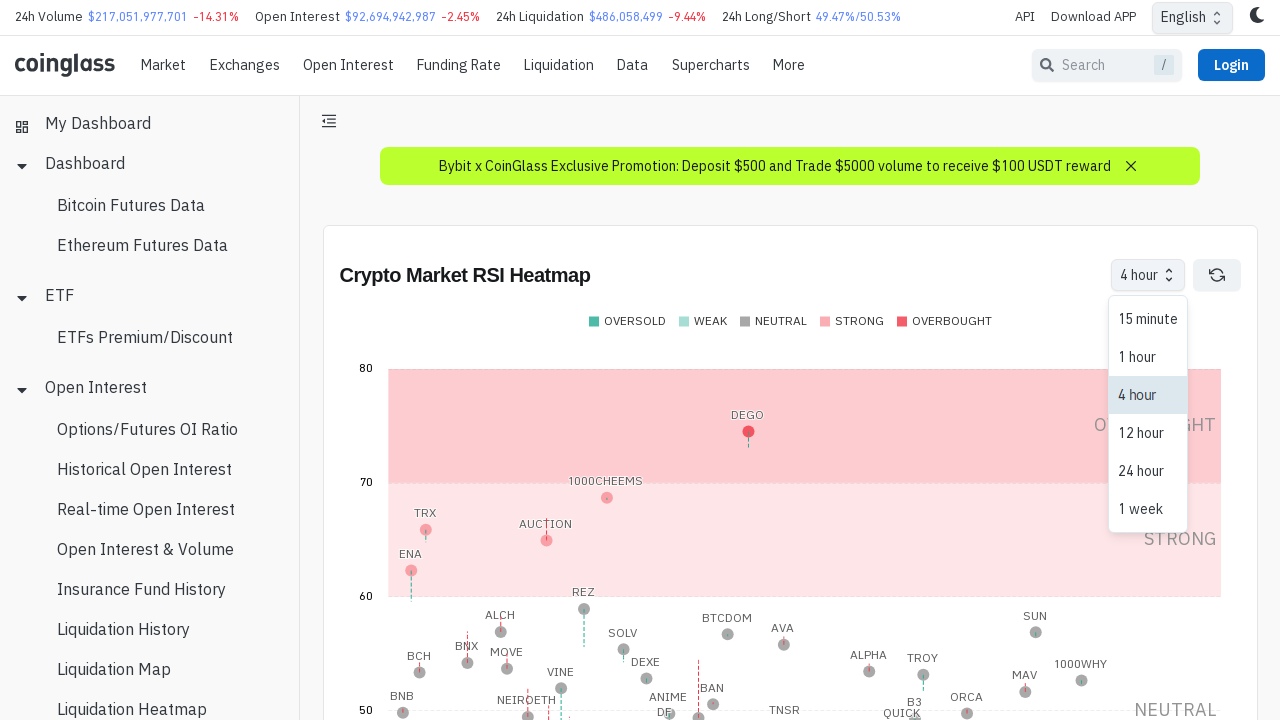 24h Volume $217,051,977,701 -14.31% Open Interest $92,694,942,987 -2.45% 24h Liquidation $486,058,499 -9.44% 24h Long/Short 49.47%/50.53% API Download APP English
coinglass Market Exchanges Open Interest Funding Rate Liquidation Data Supercharts More Search / Login
My Dashboard
Dashboard
Bitcoin Futures Data
Ethereum Futures Data
ETF
ETFs Premium/Discount
Open Interest
Options/Futures OI Ratio
Historical Open Interest
Real-time Open Interest
Open Interest & Volume
Insurance Fund History
Liquidation History
Liquidation Map
Liquidation Heatmap
Bybit x CoinGlass Exclusive Promotion: Deposit $500 and Trade $5000 volume to receive $100 USDT reward
Crypto Market RSI Heatmap
4 hour
15 minute
1 hour
4 hour
12 hour
24 hour
1 week
OVERSOLD WEAK NEUTRAL STRONG OVERBOUGHT
80
DEGO
70
1000CHEEMS
TRX
AUCTION
STRONG
ENA
60
REZ
ALCH
BTCDOM
SUN
AVA
SOLV
BNX
MOVE
BCH
DEXE
ALPHA
TROY
1000WHY
VINE
MAV
BAN
BNB
NEIROETH
ANIME
ORCA
B3
DF
TNSR
QUICK
50
NEUTRAL